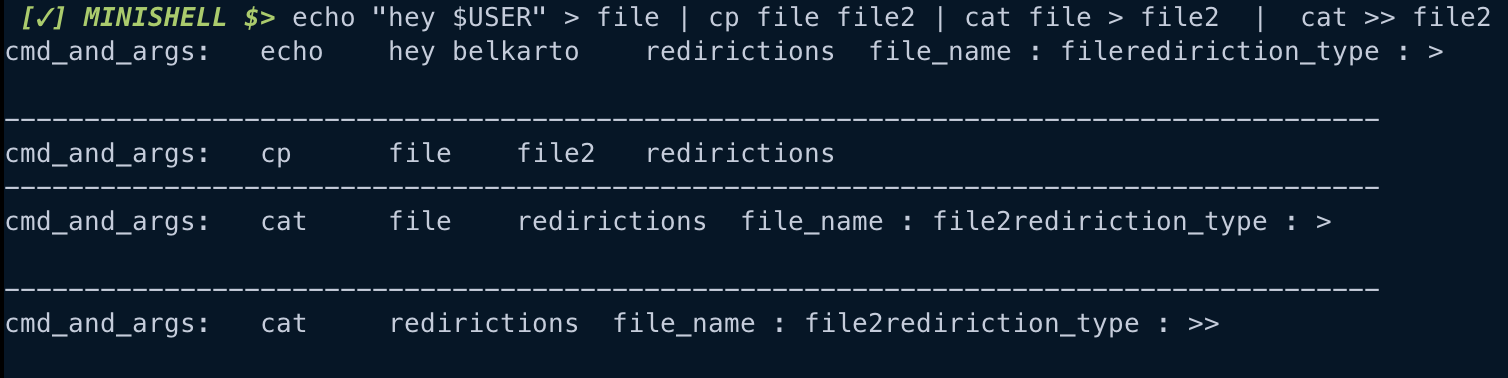 [✓] MINISHELL $> echo "hey $USER" > file | cp file file2 | cat file > file2  |  cat >> file2
cmd_and_args:   echo    hey belkarto    redirictions  file_name : filerediriction_type : >
--------------------------------------------------------------------------------------
cmd_and_args:   cp      file    file2   redirictions
--------------------------------------------------------------------------------------
cmd_and_args:   cat     file    redirictions  file_name : file2rediriction_type : >
--------------------------------------------------------------------------------------
cmd_and_args:   cat     redirictions  file_name : file2rediriction_type : >>